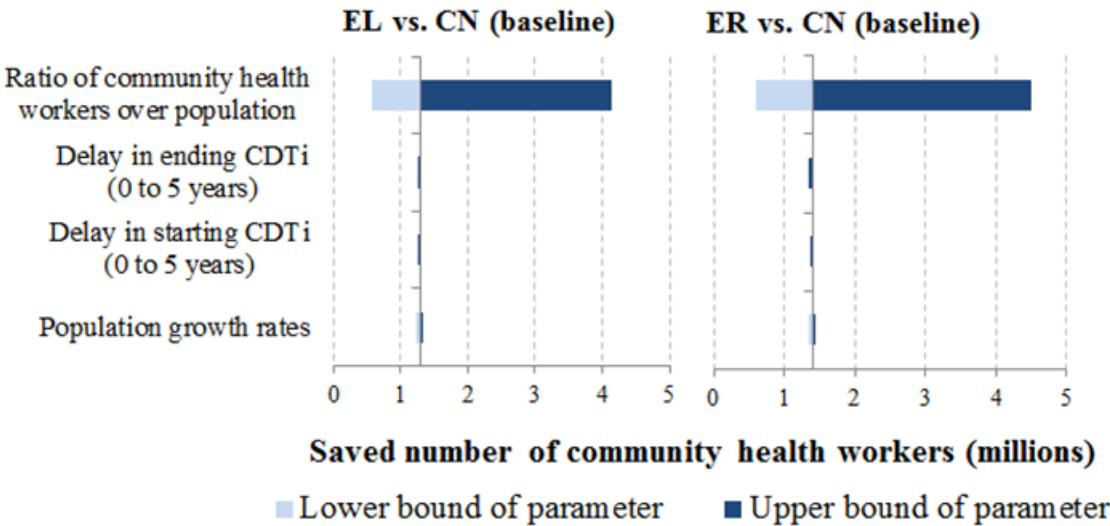 EL vs. CN (baseline)
ER vs. CN (baseline)
Ratio of community health
workers over population
Delay in ending CDTi
(0 to 5 years)
Delay in starting CDTi
(0 to 5 years)
Population growth rates
0 1 2 3 4 5
0 1 2 3 4 5
Saved number of community health workers (millions)
Lower bound of parameter
Upper bound of parameter